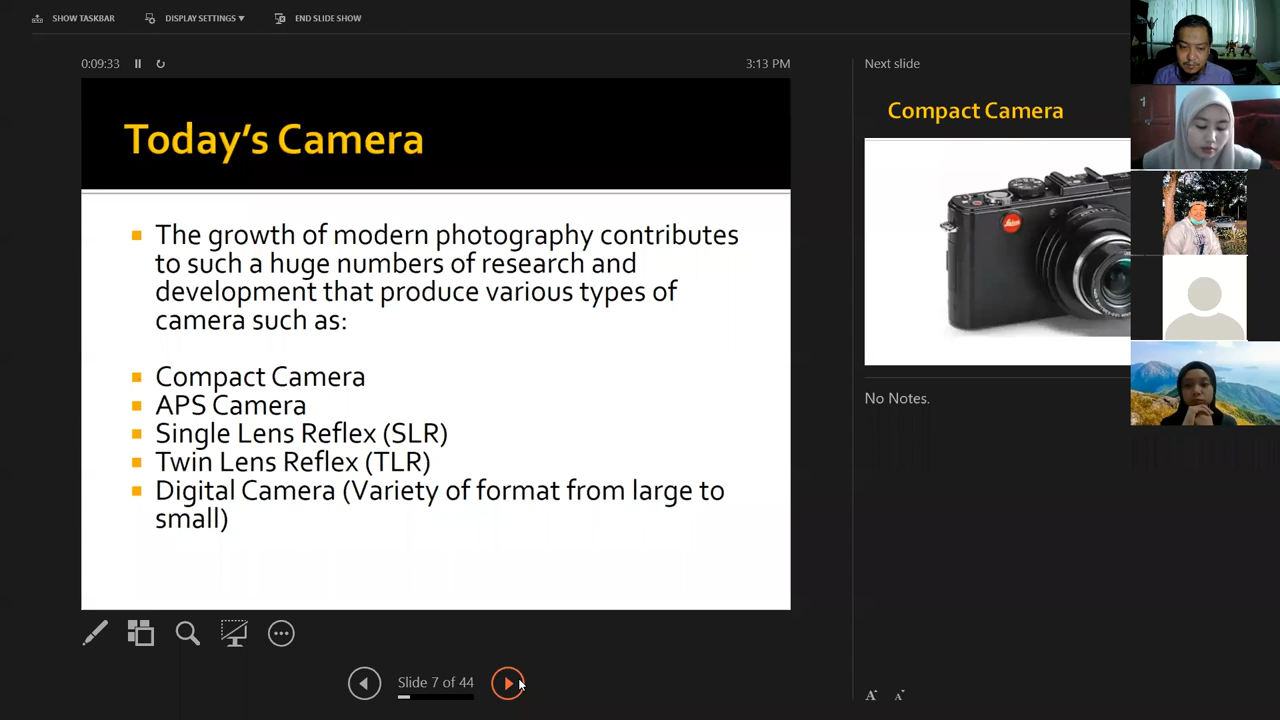 SHOW TASKBAR
DISPLAY SETTINGS ▼
END SLIDE SHOW
0:09:33
3:13 PM
Today's Camera
The growth of modern photography contributes
to such a huge numbers of research and
development that produce various types of
camera such as:
Compact Camera
APS Camera
Single Lens Reflex (SLR)
Twin Lens Reflex (TLR)
Digital Camera (Variety of format from large to
small)
Slide 7 of 44
Next slide
Compact Camera
Leica
No Notes.
A A